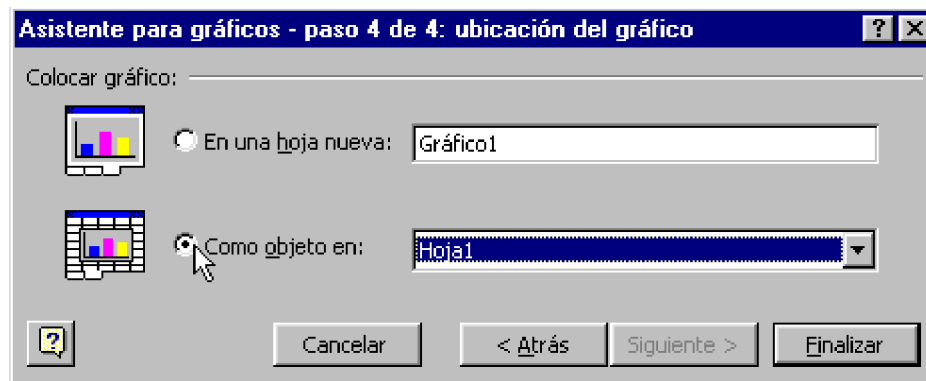 Asistente para gráficos - paso 4 de 4: ubicación del gráfico
Colocar gráfico:
En una hoja nueva: Gráfico1
Como objeto en: Hoja1
Cancelar < Atrás Siguiente > Finalizar